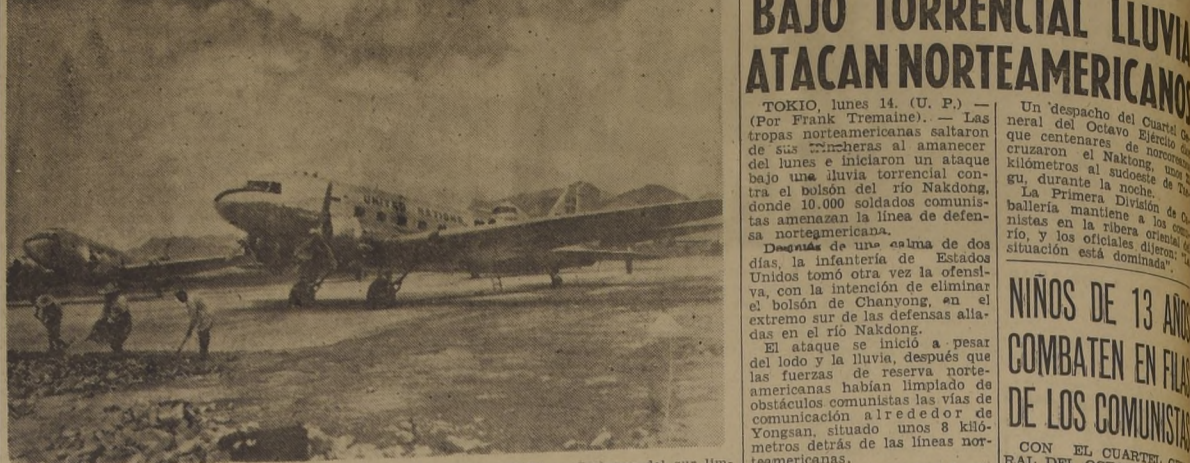 UNITED NATIONS
BAJO TORRENCIAL LLUVIA
ATACAN NORTEAMERICANOS
TOKIO, lunes 14. (U. P.) —
(Por Frank Tremaine). — Las
tropas norteamericanas saltaron
de sus trincheras al amanecer
del lunes e iniciaron un ataque
bajo una lluvia torrencial con-
tra el bolsón del río Nakdong,
donde 10.000 soldados comunis-
tas amenazan la línea de defen-
sa norteamericana.
Después de una calma de dos
días, la infantería de Estados
Unidos tomó otra vez la ofensi-
va, con la intención de eliminar
el bolsón de Chanyong, en el
extremo sur de las defensas alia-
das en el río Nakdong.
El ataque se inició a pesar
del lodo y la lluvia, después que
las fuerzas de reserva norte-
americanas habían limpiado de
obstáculos comunistas las vías de
comunicación alrededor de
Yongsan, situado unos 8 kiló-
metros detrás de las líneas nor-
teamericanas.
Un despacho del Cuartel Ge-
neral del Octavo Ejército
que centenares de
cruzaron el Naktong, unos
kilómetros al sudoeste de
gu, durante la noche.
La Primera División de Ca-
ballería mantiene a los
nistas en la ribera oriental del
río, y los oficiales dijeron: "La
situación está dominada".
NIÑOS DE 13 AÑOS
COMBATEN EN FILAS
DE LOS COMUNISTAS
CON EL CUARTEL